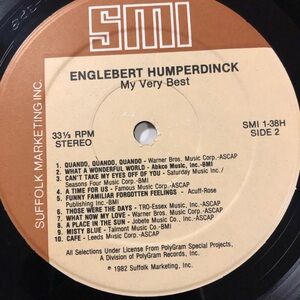 SMI
SUFFOLK MARKETING INC.
ENGLEBERT HUMPERDINCK
My Very Best
33⅓ RPM
STEREO
SMI 1-38H
SIDE 2
1. QUANDO, QUANDO, QUANDO - Warner Bros. Music Corp.-ASCAP
2. WHAT A WONDERFUL WORLD - Abkco Music Inc.-BMI
3. CAN'T TAKE MY EYES OFF OF YOU - Saturday Music Inc./
Seasons Four Music Corp-BMI
4. A TIME FOR US - Famous Music Corp.-ASCAP
5. FUNNY FAMILIAR FORGOTTEN FEELINGS - Acuff-Rose
Publishing Inc.-BMI
6. THOSE WERE THE DAYS - TRO-Essex Music, Inc.-ASCAP
7. WHAT NOW MY LOVE - Warner Bros. Music Corp.-ASCAP
8. A PLACE IN THE SUN - Jobete Music Co., Inc.-ASCAP
9. MISTY BLUE - Talmont Music Co.-BMI
10. CAFE - Leeds Music Corp.-ASCAP
All Selections Under License From PolyGram Special Projects,
A Division of PolyGram Records, Inc.
℗ 1982 Suffolk Marketing, Inc.